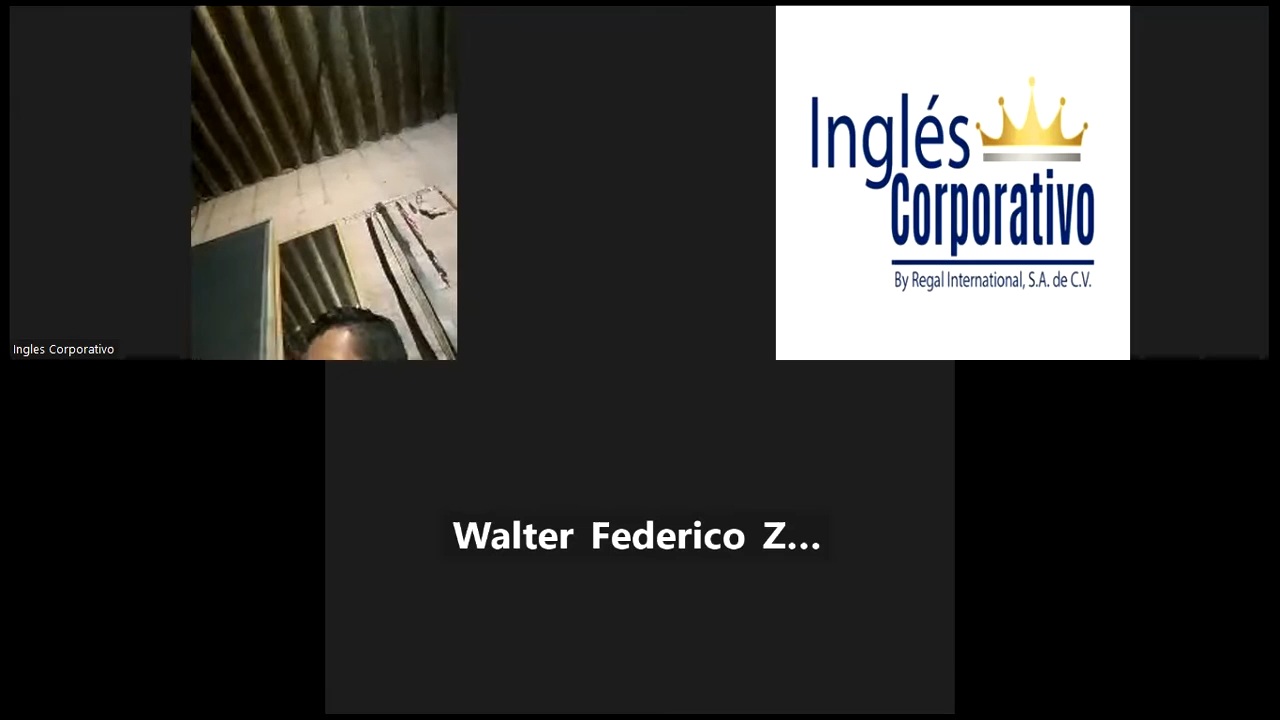 Inglés
Corporativo
By Regal International, S.A. de C.V.
Ingles Corporativo
Walter Federico Z...